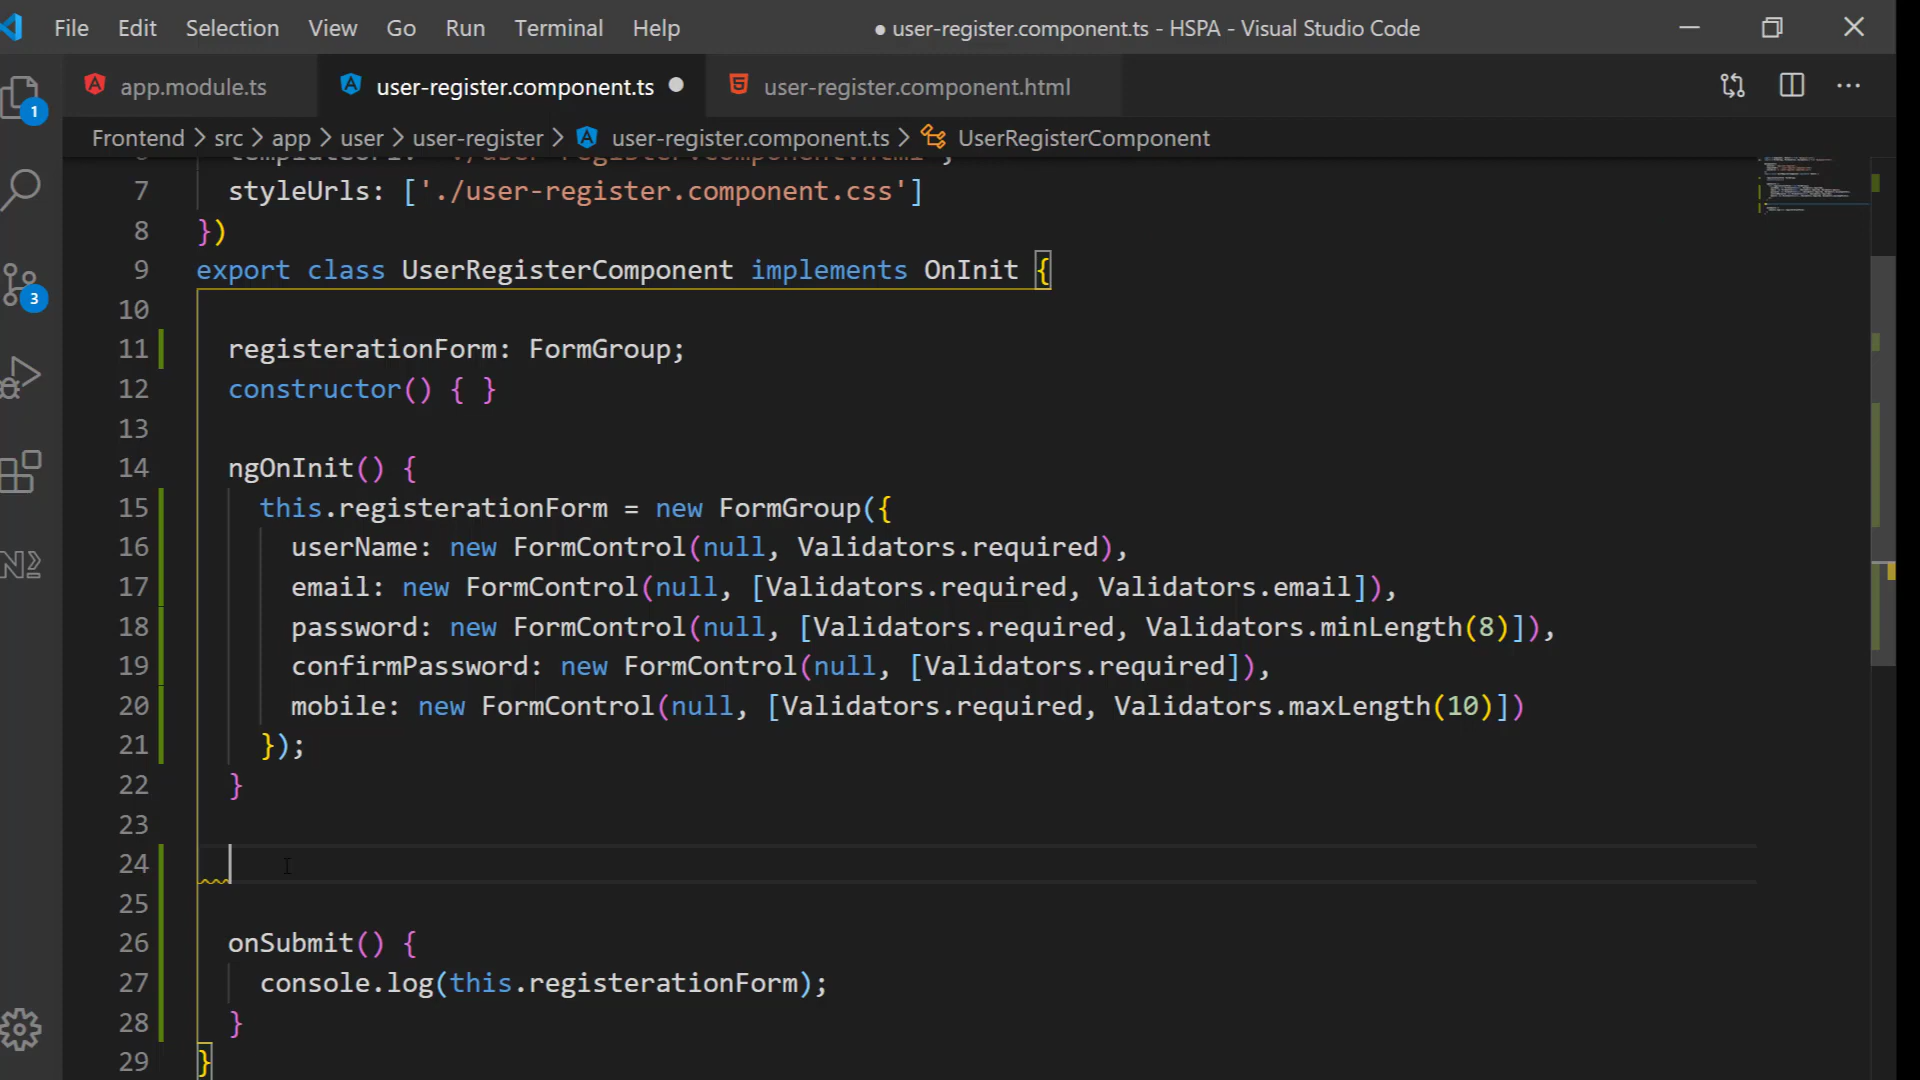 File Edit Selection View Go Run Terminal Help ● user-register.component.ts - HSPA - Visual Studio Code
app.module.ts user-register.component.ts user-register.component.html
Frontend > src > app > user > user-register > user-register.component.ts > UserRegisterComponent
1
3
7 styleUrls: ['./user-register.component.css']
8 })
9 export class UserRegisterComponent implements OnInit {
10
11 registerationForm: FormGroup;
12 constructor() { }
13
14 ngOnInit() {
15 this.registerationForm = new FormGroup({
16 userName: new FormControl(null, Validators.required),
17 email: new FormControl(null, [Validators.required, Validators.email]),
18 password: new FormControl(null, [Validators.required, Validators.minLength(8)]),
19 confirmPassword: new FormControl(null, [Validators.required]),
20 mobile: new FormControl(null, [Validators.required, Validators.maxLength(10)])
21 });
22 }
23
24
25
26 onSubmit() {
27 console.log(this.registerationForm);
28 }
29 }